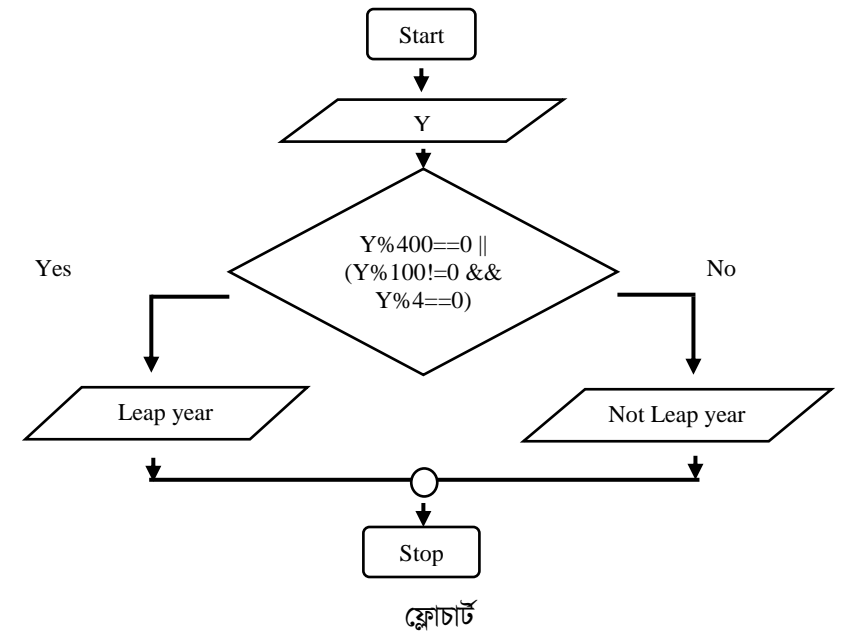 Start
Y
Y%400==0 ||
(Y%100!=0 &&
Y%4==0)
Yes
No
Leap year
Not Leap year
Stop
ফ্লোচার্ট